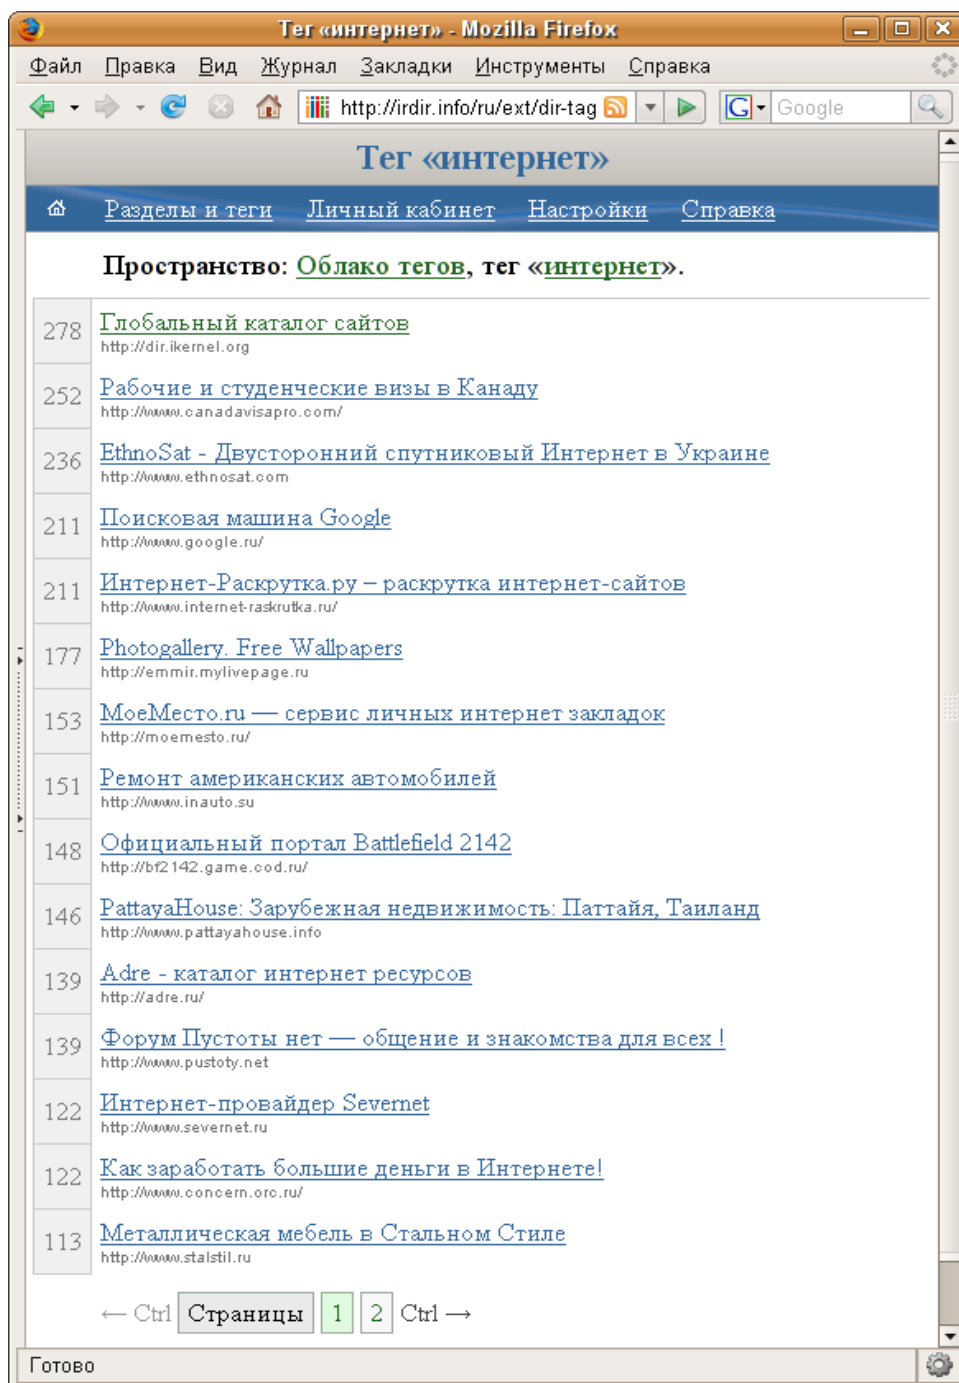 Тег «интернет» - Mozilla Firefox
Файл Правка Вид Журнал Закладки Инструменты Справка
http://irdir.info/ru/ext/dir-tag Google
Тег «интернет»
Разделы и теги Личный кабинет Настройки Справка
Пространство: Облако тегов, тег «интернет».
278 Глобальный каталог сайтов
http://dir.ikernel.org
252 Рабочие и студенческие визы в Канаду
http://www.canadavisapro.com/
236 EthnoSat - Двусторонний спутниковый Интернет в Украине
http://www.ethnosat.com
211 Поисковая машина Google
http://www.google.ru/
211 Интернет-Раскрутка.ру – раскрутка интернет-сайтов
http://www.internet-raskrutka.ru/
177 Photogallery. Free Wallpapers
http://emmir.mylivepage.ru
153 МоеМесто.ru — сервис личных интернет закладок
http://moemesto.ru/
151 Ремонт американских автомобилей
http://www.inauto.su
148 Официальный портал Battlefield 2142
http://bf2142.game.cod.ru/
146 PattayaHouse: Зарубежная недвижимость: Паттайя, Таиланд
http://www.pattayahouse.info
139 Adre - каталог интернет ресурсов
http://adre.ru/
139 Форум Пустоты нет — общение и знакомства для всех !
http://www.pustoty.net
122 Интернет-провайдер Severnet
http://www.severnet.ru
122 Как заработать большие деньги в Интернете!
http://www.concern.orc.ru/
113 Металлическая мебель в Стальном Стиле
http://www.stalstil.ru
← Ctrl Страницы 1 2 Ctrl →
Готово